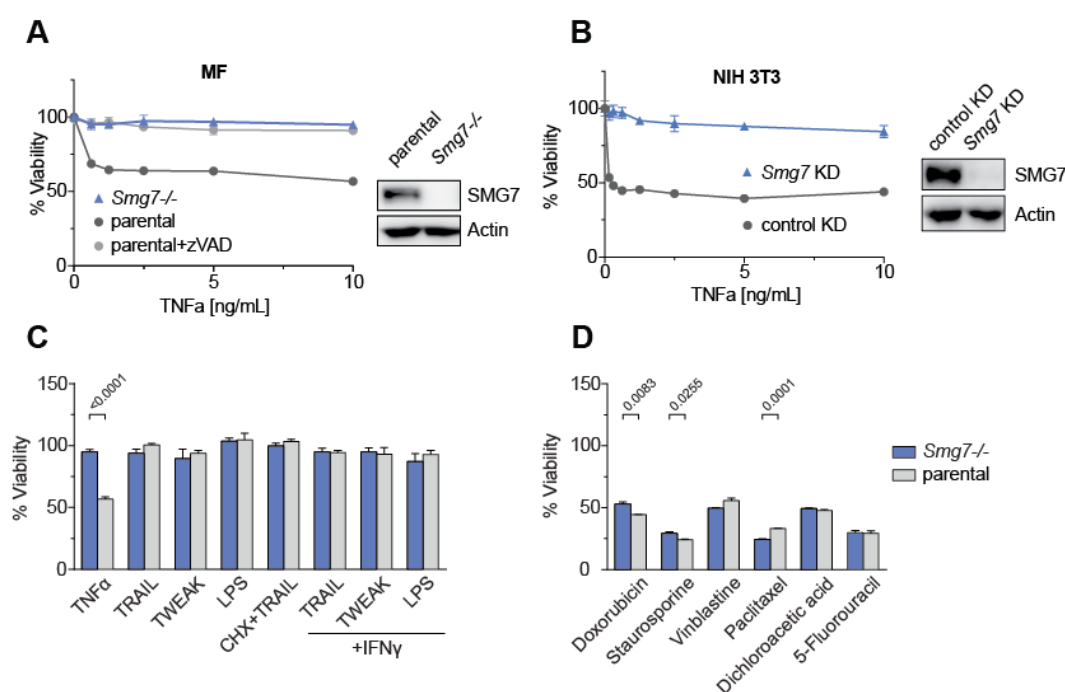 A
MF
% Viability
100
50
0
0
5
10
TNFa [ng/mL]
Smg7-/-
parental
parental+zVAD
parental
Smg7-/-
SMG7
Actin
B
NIH 3T3
% Viability
100
50
0
0
5
10
TNFa [ng/mL]
Smg7 KD
control KD
control KD
Smg7 KD
SMG7
Actin
C
% Viability
150
100
50
0
<0.0001
TNFα
TRAIL
TWEAK
LPS
CHX+TRAIL
TRAIL
TWEAK
LPS
+IFNγ
D
% Viability
150
100
50
0
0.0083
0.0255
0.0001
Doxorubicin
Staurosporine
Vinblastine
Paclitaxel
Dichloroacetic acid
5-Fluorouracil
Smg7-/-
parental